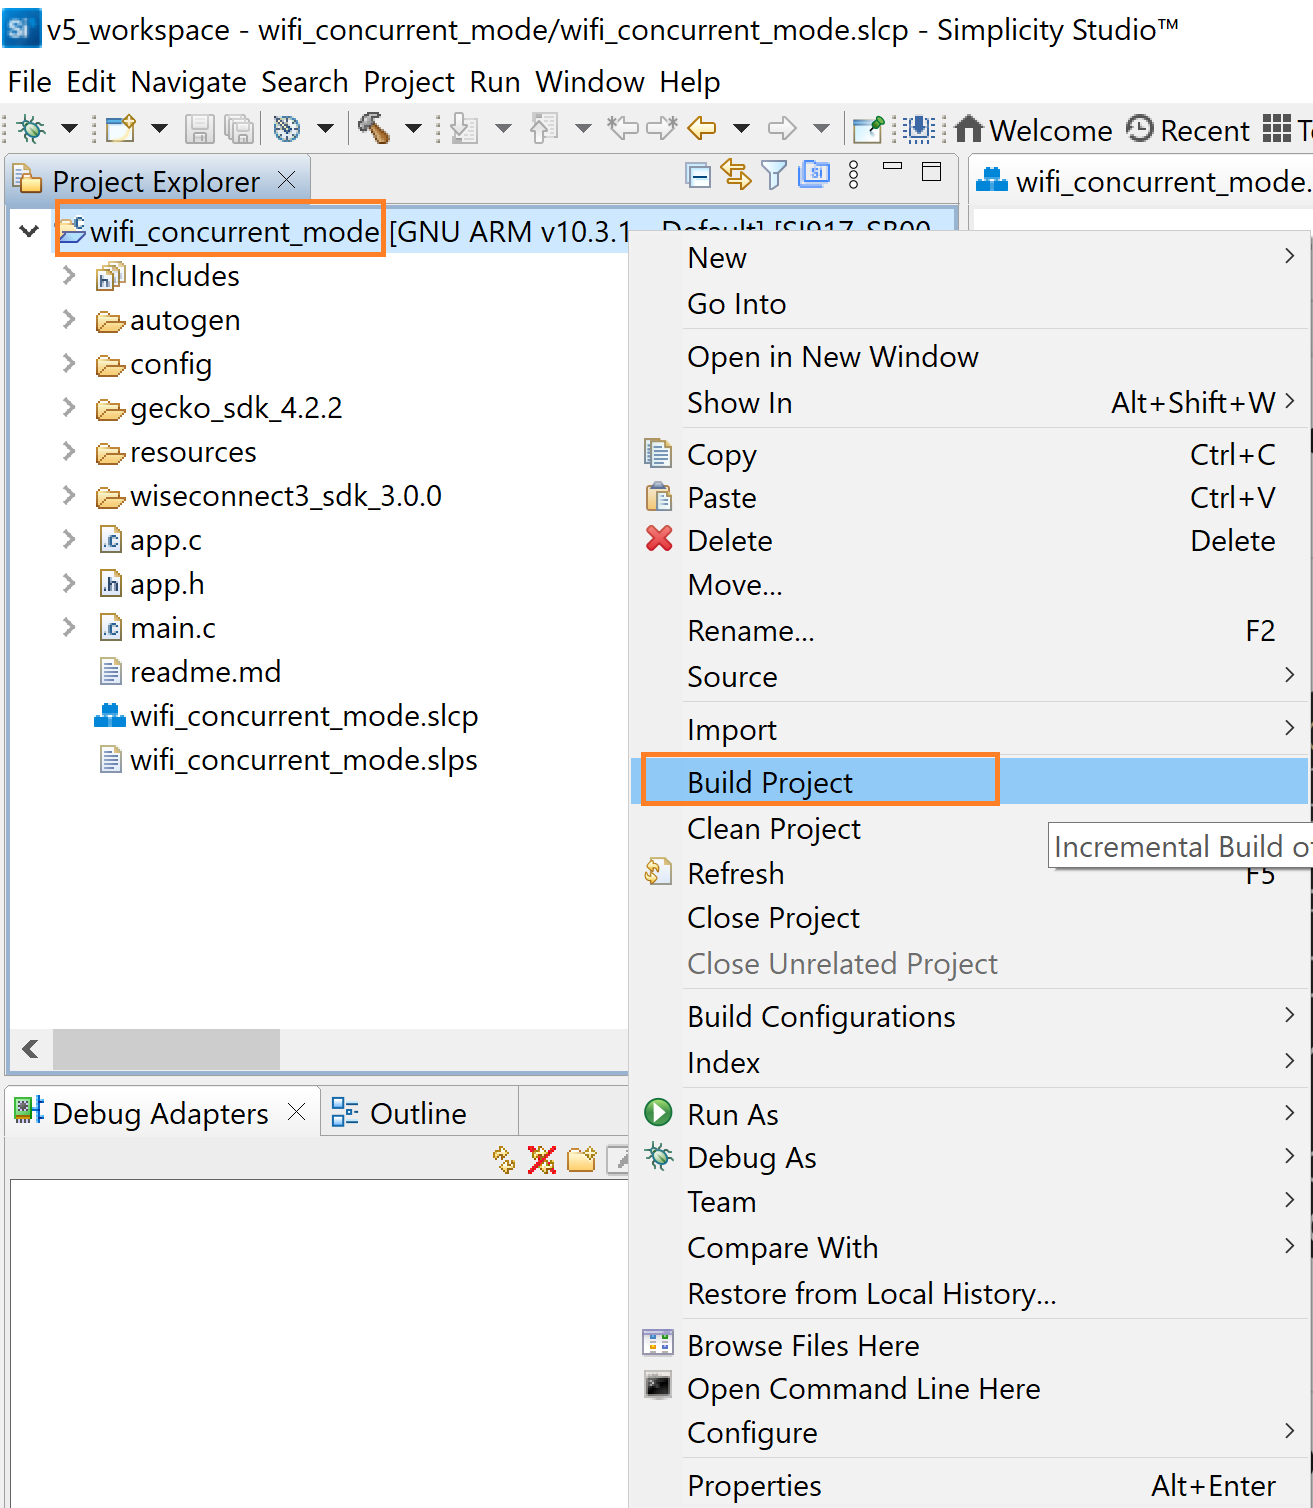 v5_workspace - wifi_concurrent_mode/wifi_concurrent_mode.slcp - Simplicity Studio™
File Edit Navigate Search Project Run Window Help
Welcome Recent
Project Explorer
wifi_concurrent_mode.
wifi_concurrent_mode [GNU ARM v10.3.1 - Default] [SI917-SB00
Includes
autogen
config
gecko_sdk_4.2.2
resources
wiseconnect3_sdk_3.0.0
app.c
app.h
main.c
readme.md
wifi_concurrent_mode.slcp
wifi_concurrent_mode.slps
Debug Adapters
Outline
New
Go Into
Open in New Window
Show In Alt+Shift+W
Copy Ctrl+C
Paste Ctrl+V
Delete Delete
Move...
Rename... F2
Source
Import
Build Project
Clean Project
Incremental Build of
Refresh F5
Close Project
Close Unrelated Project
Build Configurations
Index
Run As
Debug As
Team
Compare With
Restore from Local History...
Browse Files Here
Open Command Line Here
Configure
Properties Alt+Enter